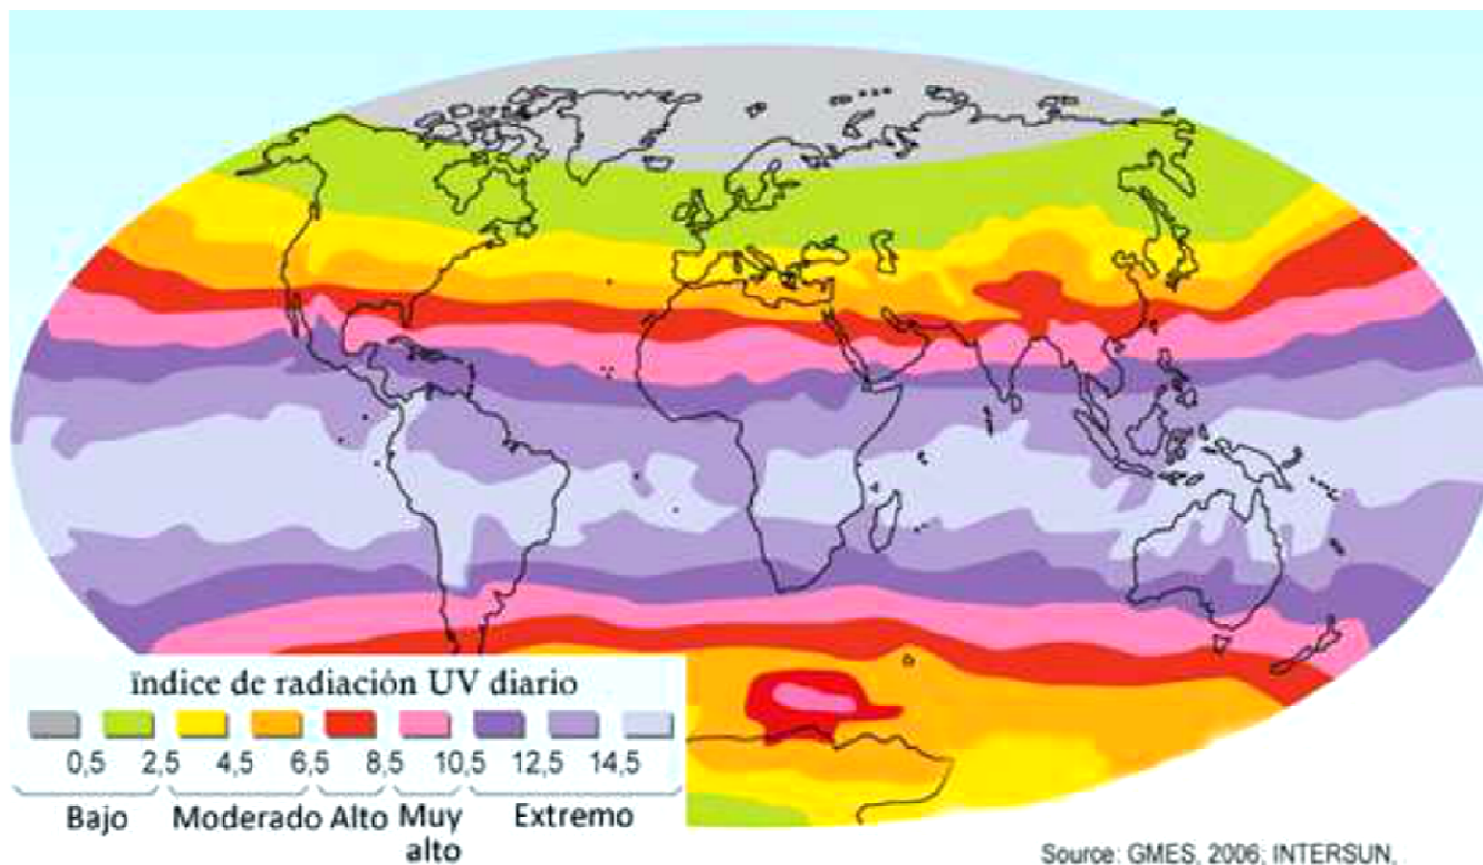 índice de radiación UV diario
0,5 2,5 4,5 6,5 8,5 10,5 12,5 14,5
Bajo Moderado Alto Muy alto Extremo
Source: GMES, 2006; INTERSUN,